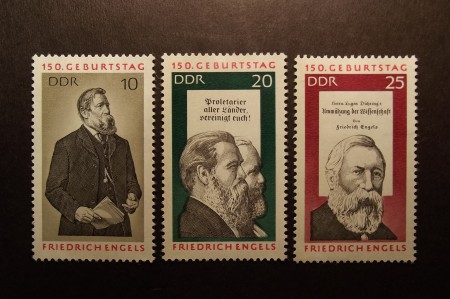 150. GEBURTSTAG
DDR 10
FRIEDRICH ENGELS
150. GEBURTSTAG
DDR 20
Proletarier
aller Länder,
vereinigt euch!
FRIEDRICH ENGELS
150. GEBURTSTAG
DDR 25
Herrn Eugen Dühring's
Umwälzung der Wissenschaft
Von
Friedrich Engels
FRIEDRICH ENGELS